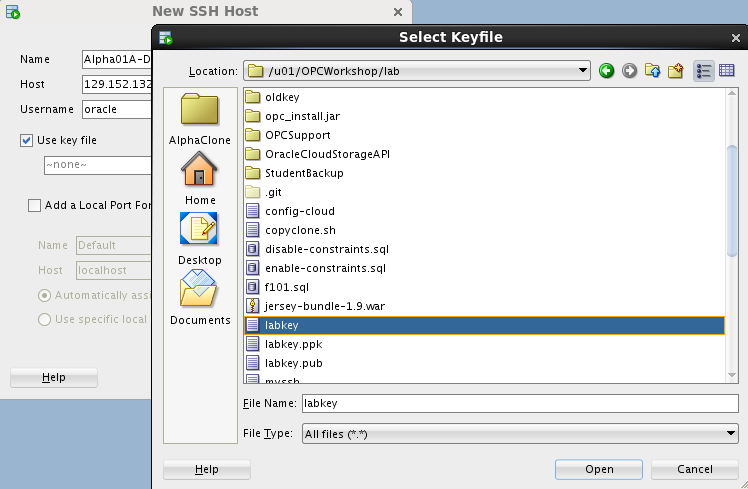 New SSH Host
Name Alpha01A-D
Host 129.152.132
Username oracle
Use key file
~none~
Add a Local Port For
Name Default
Host localhost
Automatically assi
Use specific local
Help
Select Keyfile
Location: /u01/OPCWorkshop/lab
AlphaClone
Home
Desktop
Documents
oldkey
opc_install.jar
OPCSupport
OracleCloudStorageAPI
StudentBackup
.git
config-cloud
copyclone.sh
disable-constraints.sql
enable-constraints.sql
f101.sql
jersey-bundle-1.9.war
labkey
labkey.ppk
labkey.pub
myssh
File Name: labkey
File Type: All files (*.*)
Help
Open
Cancel